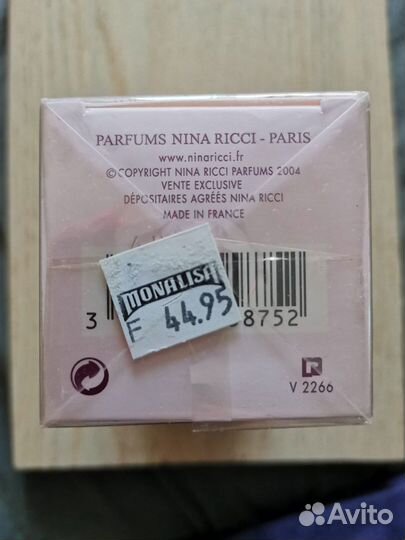 PARFUMS NINA RICCI - PARIS
www.ninaricci.fr
© COPYRIGHT NINA RICCI PARFUMS 2004
VENTE EXCLUSIVE
DÉPOSITAIRES AGRÉÉS NINA RICCI
MADE IN FRANCE
MONALISA
F 44.95
3 8752
V 2266
Avito